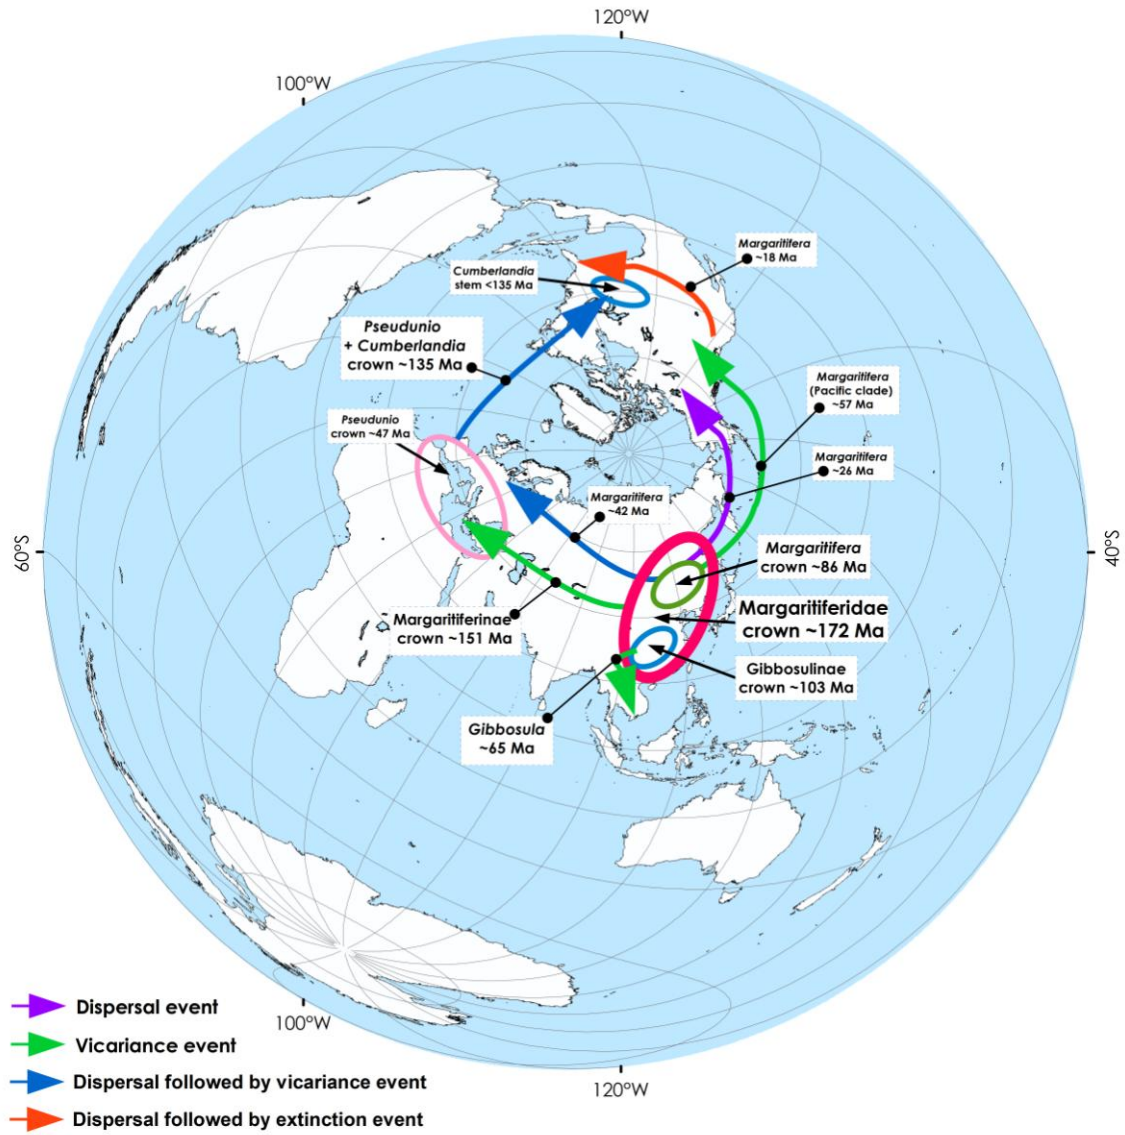 120°W
100°W
Margaritifera
~18 Ma
Cumberlandia
stem <135 Ma
Pseudunio
+ Cumberlandia
crown ~135 Ma
Margaritifera
(Pacific clade)
~57 Ma
Pseudunio
crown ~47 Ma
Margaritifera
~26 Ma
Margaritifera
~42 Ma
60°S
40°S
Margaritifera
crown ~86 Ma
Margaritiferidae
crown ~172 Ma
Margaritiferinae
crown ~151 Ma
Gibbosulinae
crown ~103 Ma
Gibbosula
~65 Ma
Dispersal event
100°W
Vicariance event
Dispersal followed by vicariance event
120°W
Dispersal followed by extinction event